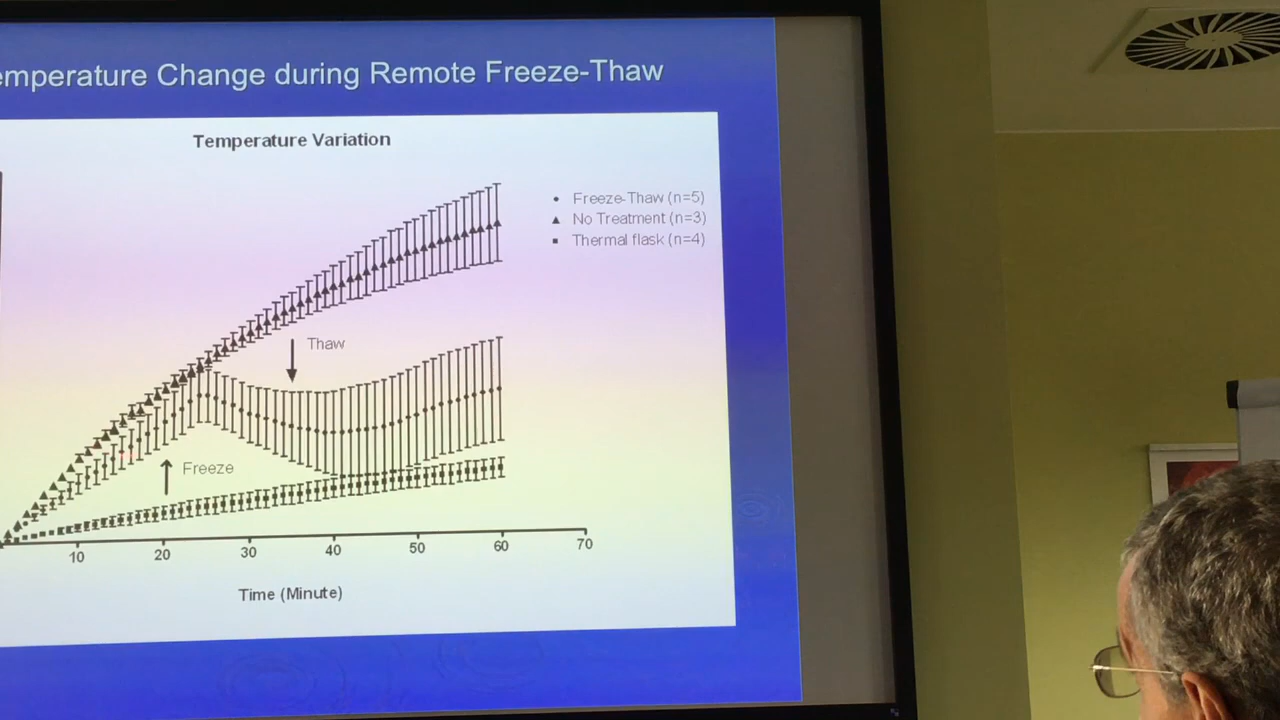 emperature Change during Remote Freeze-Thaw
Temperature Variation
Freeze-Thaw (n=5)
No Treatment (n=3)
Thermal flask (n=4)
Thaw
Freeze
10 20 30 40 50 60 70
Time (Minute)